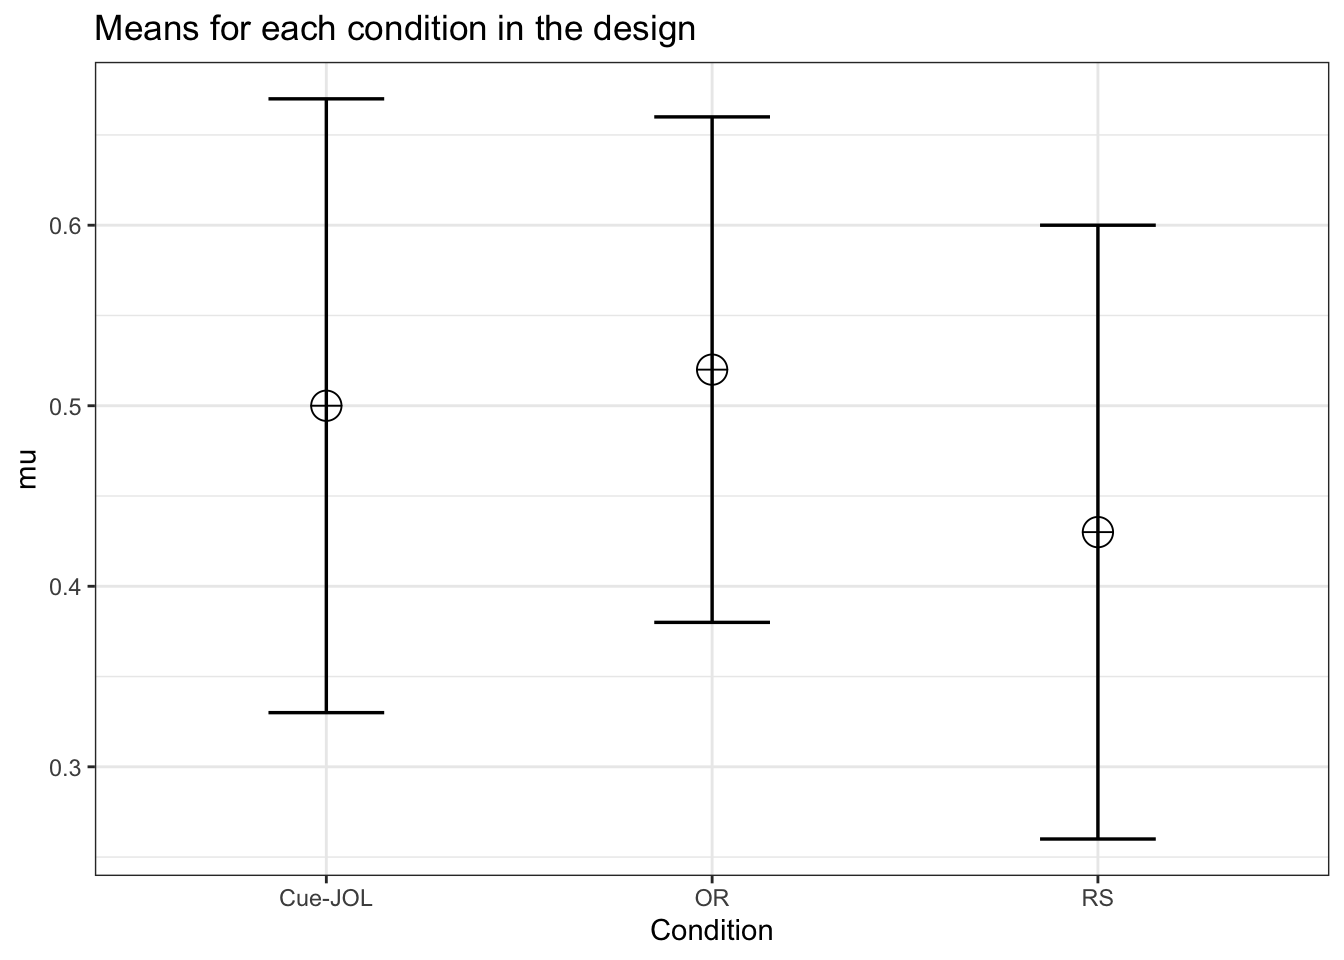 Means for each condition in the design
mu
0.6
0.5
0.4
0.3
Cue-JOL OR RS
Condition